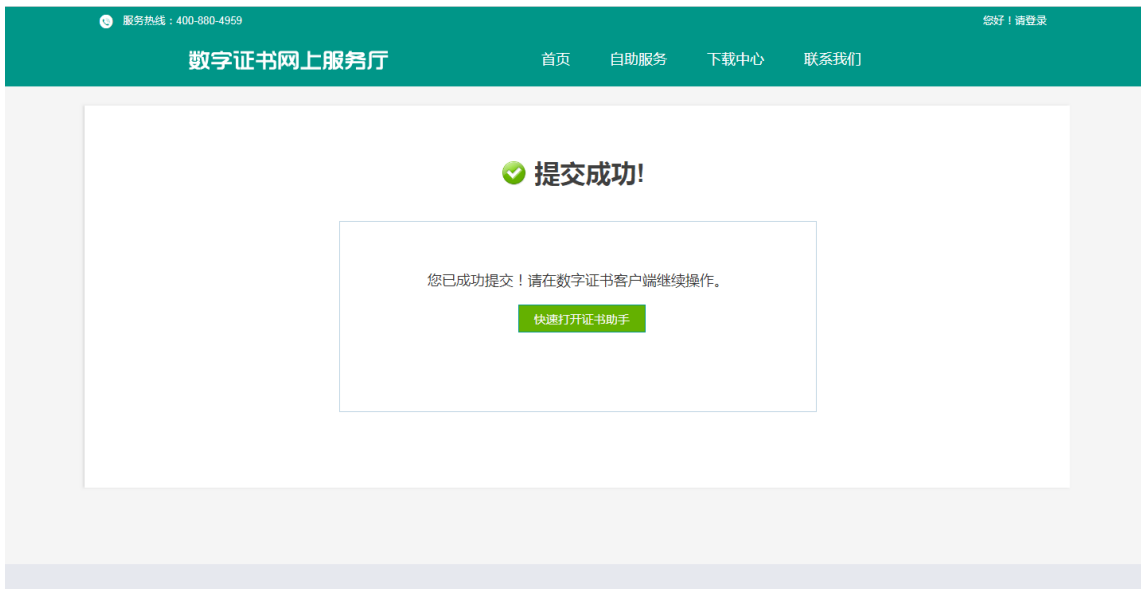 服务热线：400-880-4959
您好！请登录
数字证书网上服务厅
首页 自助服务 下载中心 联系我们
提交成功!
您已成功提交！请在数字证书客户端继续操作。
快速打开证书助手